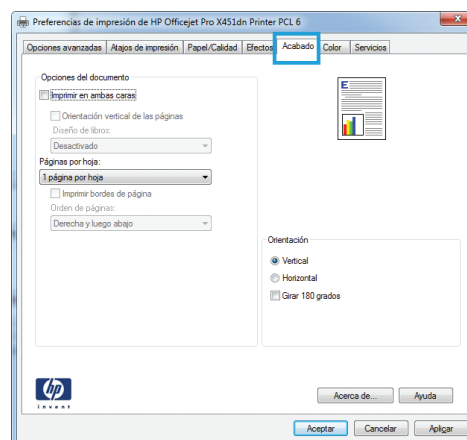 Preferencias de impresión de HP Officejet Pro X451dn Printer PCL 6
Opciones avanzadas Atajos de impresión Papel/Calidad Efectos Acabado Color Servicios
Opciones del documento
Imprimir en ambas caras
Orientación vertical de las páginas
Diseño de libros:
Desactivado
Páginas por hoja:
1 página por hoja
Imprimir bordes de página
Orden de páginas:
Derecha y luego abajo
E
Orientación
Vertical
Horizontal
Girar 180 grados
hp
invent
Acerca de... Ayuda
Aceptar Cancelar Aplicar